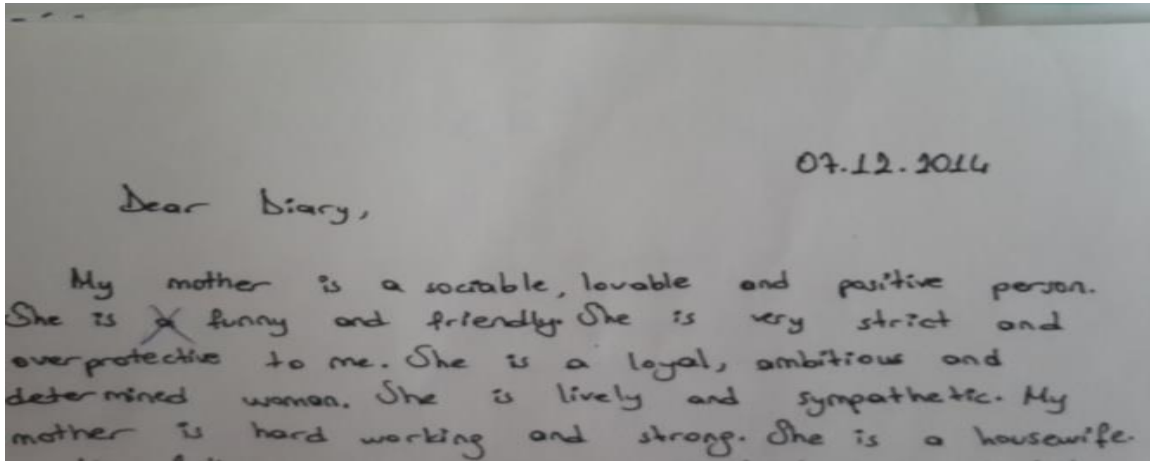 07.12.2014
Dear Diary,
My mother is a sociable, lovable and positive person.
She is funny and friendly. She is very strict and
overprotective to me. She is a loyal, ambitious and
determined woman. She is lively and sympathetic. My
mother is hard working and strong. She is a housewife.